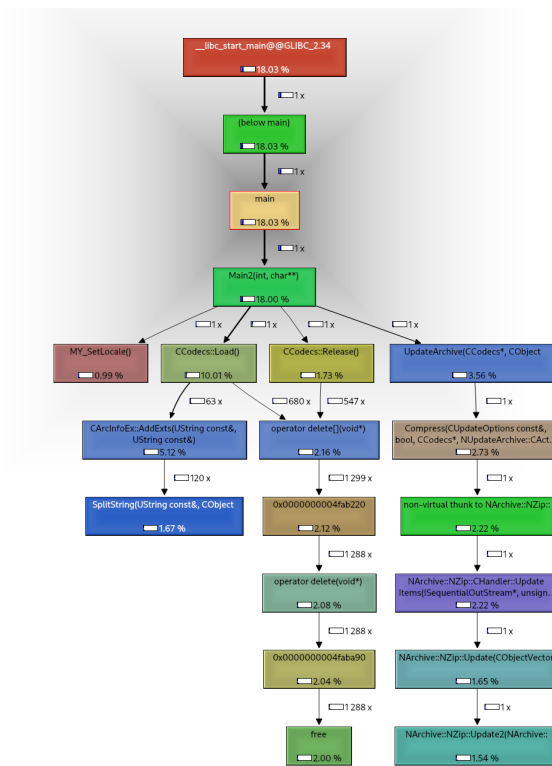 __libc_start_main@@GLIBC_2.34
18.03 %
1 x
(below main)
18.03 %
1 x
main
18.03 %
1 x
Main2(int, char**)
18.00 %
1 x
1 x
1 x
1 x
MY_SetLocale()
0.99 %
CCodecs::Load()
10.01 %
CCodecs::Release()
1.73 %
UpdateArchive(CCodecs*, CObject
3.56 %
63 x
680 x
547 x
1 x
CArcInfoEx::AddExts(UString const&,
UString const&)
5.12 %
operator delete[](void*)
2.16 %
Compress(CUpdateOptions const&,
bool, CCodecs*, NUpdateArchive::CAct...
2.73 %
120 x
1 299 x
1 x
SplitString(UString const&, CObject
1.67 %
0x0000000004fab220
2.12 %
non-virtual thunk to NArchive::NZip::
2.22 %
1 288 x
1 x
operator delete(void*)
2.08 %
NArchive::NZip::CHandler::Update
Items(ISequentialOutStream*, unsign...
2.22 %
1 288 x
1 x
0x0000000004faba90
2.04 %
NArchive::NZip::Update(CObjectVector
1.65 %
1 288 x
1 x
free
2.00 %
NArchive::NZip::Update2(NArchive::
1.54 %